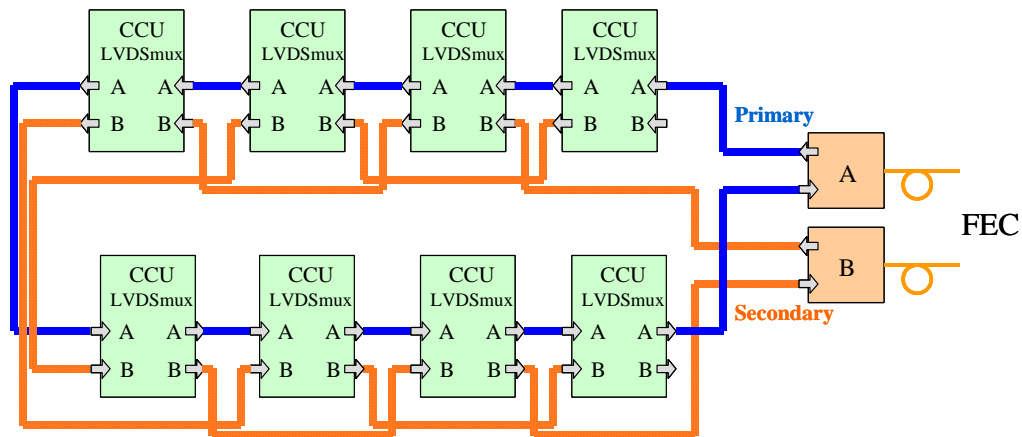 CCU CCU CCU CCU
LVDSmux LVDSmux LVDSmux LVDSmux
A A A A A A A A
B B B B B B B B
Primary
A
FEC
B
Secondary
CCU CCU CCU CCU
LVDSmux LVDSmux LVDSmux LVDSmux
A A A A A A A A
B B B B B B B B